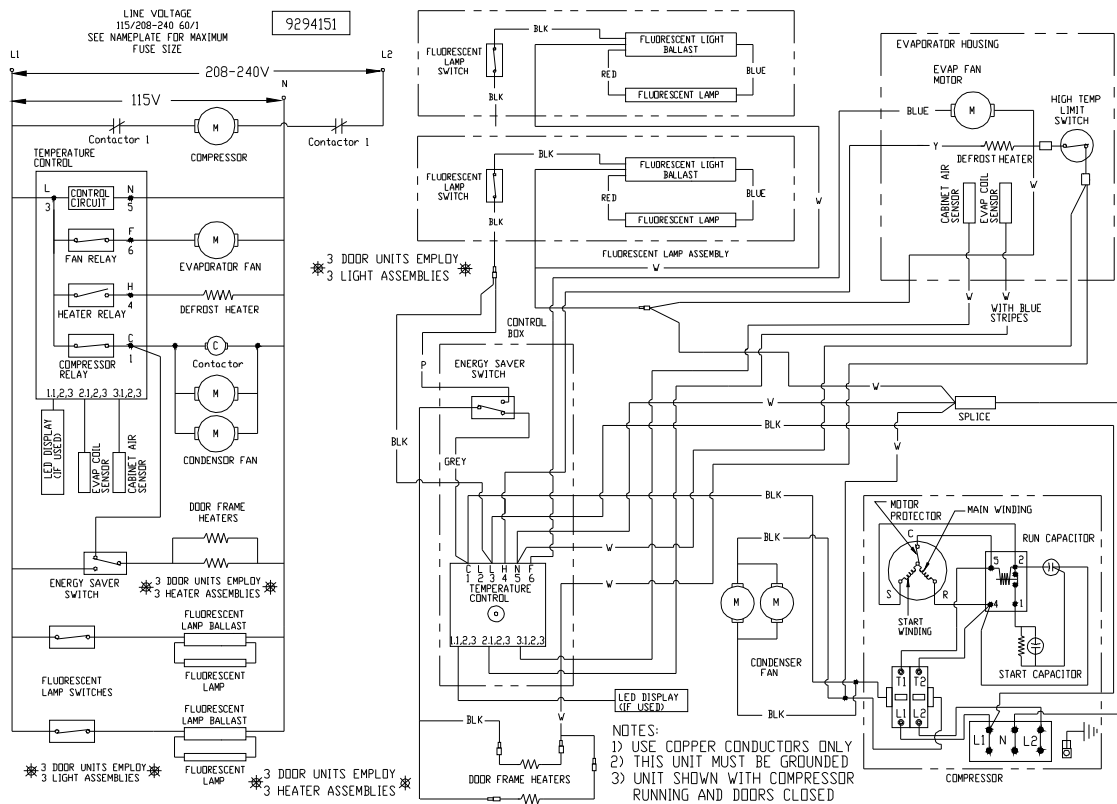 LINE VOLTAGE
115/208-240 60/1
SEE NAMEPLATE FOR MAXIMUM
FUSE SIZE
9294151
L1
L2
208-240V
N
115V
Contactor 1
M
Contactor 1
COMPRESSOR
TEMPERATURE
CONTROL
L
CONTROL
CIRCUIT
N
3
5
F
M
6
FAN RELAY
EVAPORATOR FAN
H
4
HEATER RELAY
DEFROST HEATER
C
C
1
COMPRESSOR
RELAY
Contactor
M
1.1,2,3 2.1,2,3 3.1,2,3
M
CONDENSOR FAN
LED DISPLAY
(IF USED)
EVAP COIL
SENSOR
CABINET AIR
SENSOR
DOOR FRAME
HEATERS
ENERGY SAVER
SWITCH
3 DOOR UNITS EMPLOY
3 HEATER ASSEMBLIES
FLUORESCENT
LAMP BALLAST
FLUORESCENT
LAMP
FLUORESCENT
LAMP SWITCHES
FLUORESCENT
LAMP BALLAST
FLUORESCENT
LAMP
3 DOOR UNITS EMPLOY
3 LIGHT ASSEMBLIES
3 DOOR UNITS EMPLOY
3 HEATER ASSEMBLIES
FLUORESCENT
LAMP
SWITCH
BLK
FLUORESCENT LIGHT
BALLAST
RED
BLUE
BLK
FLUORESCENT LAMP
FLUORESCENT
LAMP
SWITCH
BLK
FLUORESCENT LIGHT
BALLAST
RED
BLUE
BLK
FLUORESCENT LAMP
W
FLUORESCENT LAMP ASSEMBLY
W
3 DOOR UNITS EMPLOY
3 LIGHT ASSEMBLIES
EVAPORATOR HOUSING
EVAP FAN
MOTOR
BLUE
M
HIGH TEMP
LIMIT
SWITCH
Y
DEFROST HEATER
W
CABINET AIR
SENSOR
EVAP COIL
SENSOR
W
W
WITH BLUE
STRIPES
CONTROL
BOX
P
ENERGY SAVER
SWITCH
BLK
GREY
W
W
SPLICE
BLK
W
BLK
W
W
W
C L L H N F
1 2 3 4 5 6
TEMPERATURE
CONTROL
1.1,2,3 2.1,2,3 3.1,2,3
LED DISPLAY
(IF USED)
BLK
W
DOOR FRAME HEATERS
BLK
M
M
CONDENSER
FAN
BLK
MOTOR
PROTECTOR
MAIN WINDING
C
S
R
START
WINDING
RUN CAPACITOR
5
2
4
1
START CAPACITOR
T1
T2
L1
L2
L1
N
L2
COMPRESSOR
NOTES:
1) USE COPPER CONDUCTORS ONLY
2) THIS UNIT MUST BE GROUNDED
3) UNIT SHOWN WITH COMPRESSOR
RUNNING AND DOORS CLOSED